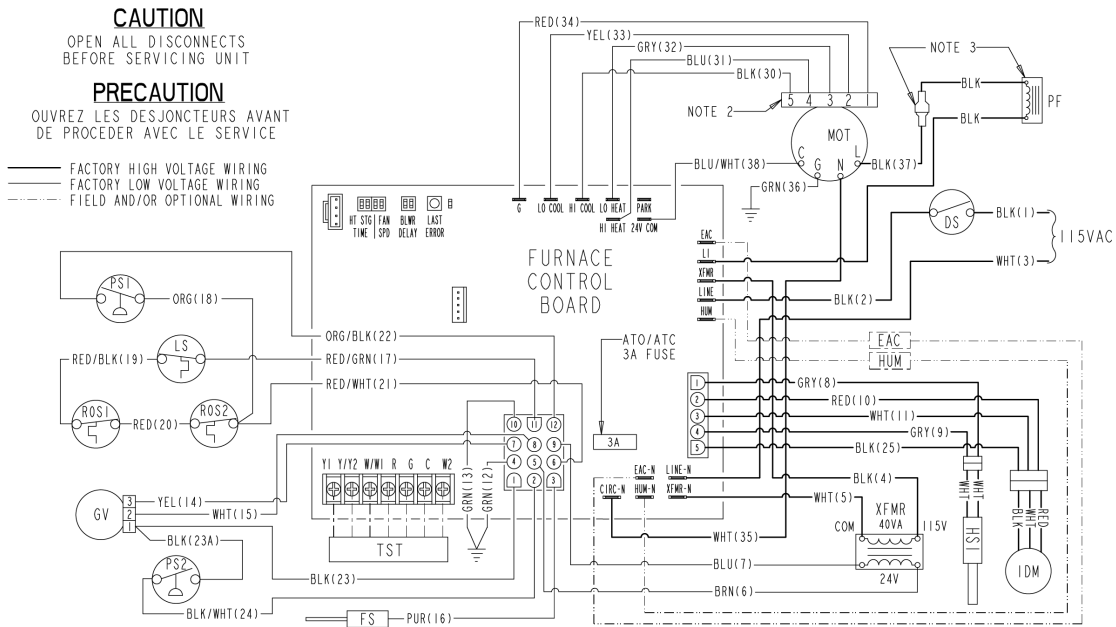 CAUTION
OPEN ALL DISCONNECTS
BEFORE SERVICING UNIT
PRECAUTION
OUVREZ LES DESJONCTEURS AVANT
DE PROCEDER AVEC LE SERVICE
FACTORY HIGH VOLTAGE WIRING
FACTORY LOW VOLTAGE WIRING
FIELD AND/OR OPTIONAL WIRING
RED(34)
YEL(33)
GRY(32)
BLU(31)
BLK(30)
NOTE 2
5 4 3 2 1
MOT
C G N L
BLU/WHT(38)
GRN(36)
BLK(37)
NOTE 3
BLK
BLK
PF
DS
BLK(1)
115VAC
WHT(3)
BLK(2)
HT STG
TIME
FAN
SPD
BLWR
DELAY
LAST
ERROR
G
LO COOL
HI COOL
LO HEAT
PARK
HI HEAT
24V COM
FURNACE
CONTROL
BOARD
EAC
L1
XFMR
LINE
HUM
EAC
HUM
PS1
ORG(18)
LS
RED/BLK(19)
ROS1
RED(20)
ROS2
ORG/BLK(22)
RED/GRN(17)
RED/WHT(21)
ATO/ATC
3A FUSE
3A
1
2
3
4
5
GRY(8)
RED(10)
WHT(11)
GRY(9)
BLK(25)
10 11 12
7 8 9
4 5 6
1 2 3
GRN(13)
GRN(12)
Y1 Y/Y2 W/W1 R G C W2
TST
EAC-N
LINE-N
CIRC-N
HUM-N
XFMR-N
BLK(4)
WHT(5)
XFMR
40VA
COM
115V
24V
WHT(35)
BLU(7)
BRN(6)
WHT
WHT
HSI
BLK
WHT
RED
IDM
GV
3
2
1
YEL(14)
WHT(15)
BLK(23A)
PS2
BLK(23)
BLK/WHT(24)
FS
PUR(16)